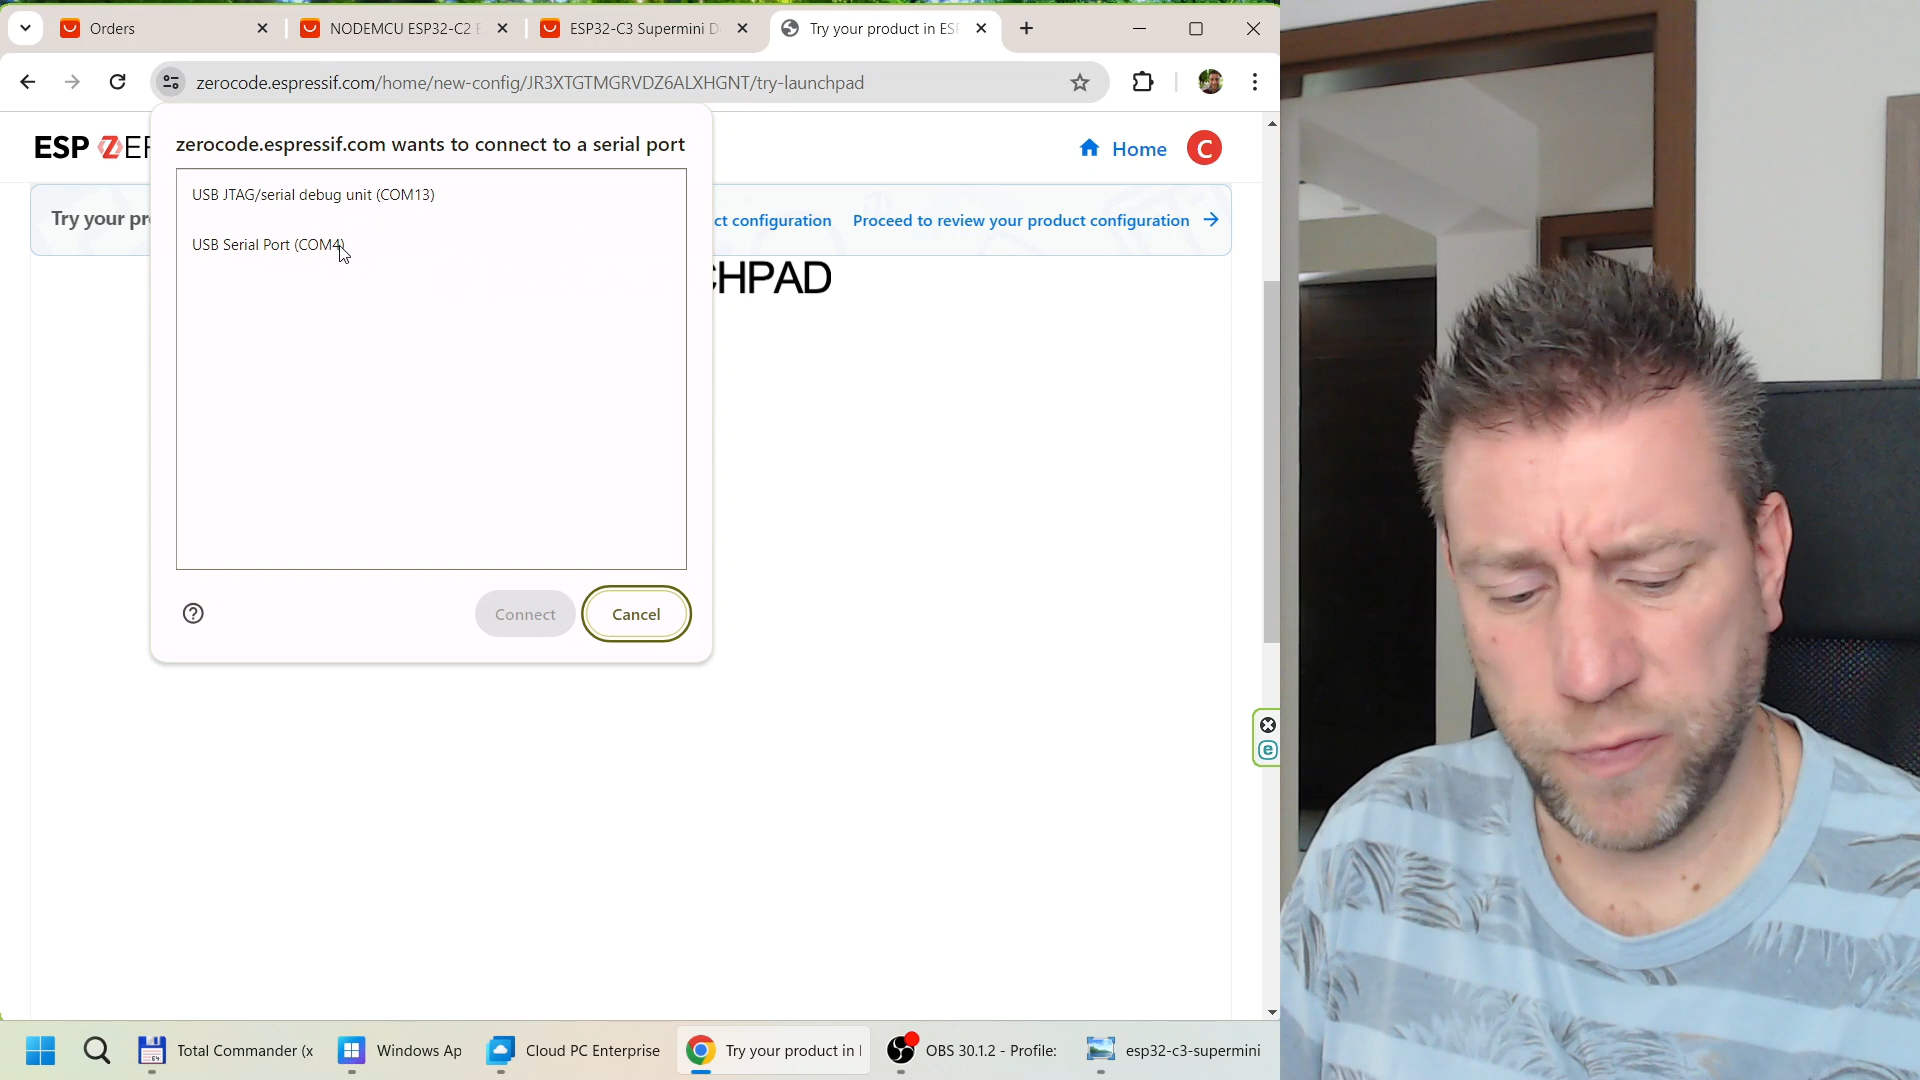 Orders
NODEMCU ESP32-C2 E
ESP32-C3 Supermini D
Try your product in ESP
zerocode.espressif.com/home/new-config/JR3XTGTMGRVDZ6ALXHGNT/try-launchpad
ESP ZER
Home
C
Try your pr
ct configuration
Proceed to review your product configuration
CHPAD
zerocode.espressif.com wants to connect to a serial port
USB JTAG/serial debug unit (COM13)
USB Serial Port (COM4)
Connect
Cancel
Total Commander (x
Windows Ap
Cloud PC Enterprise
Try your product in
OBS 30.1.2 - Profile:
esp32-c3-supermini